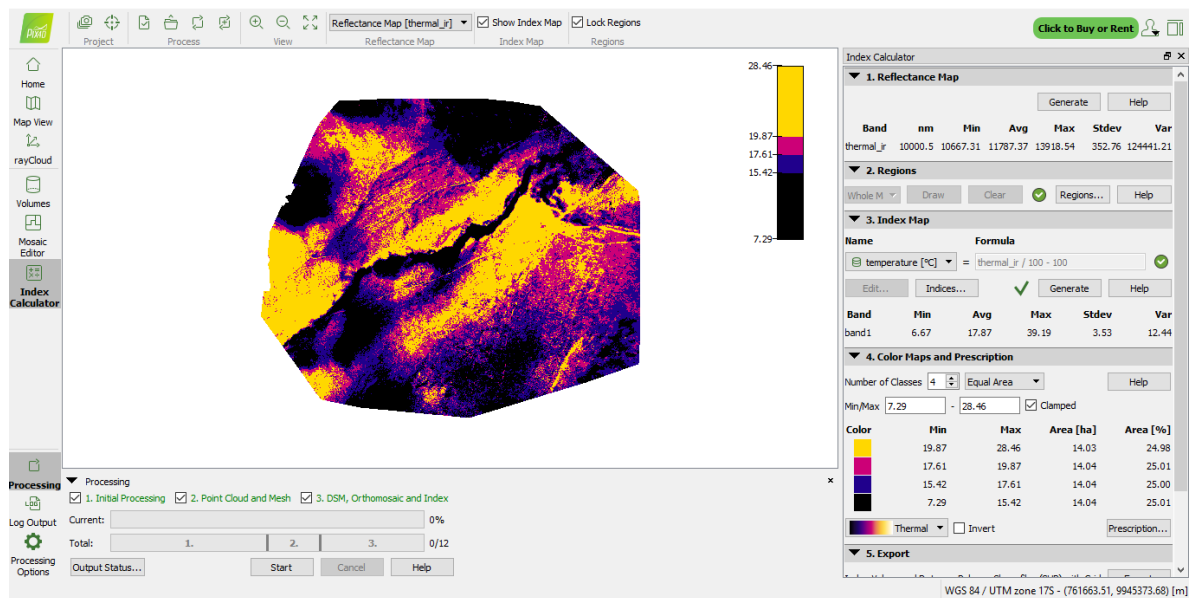 Pix4D
Project
Process
View
Reflectance Map [thermal_ir]
Reflectance Map
Show Index Map
Index Map
Lock Regions
Regions
Click to Buy or Rent
Home
Map View
rayCloud
Volumes
Mosaic
Editor
Index
Calculator
Processing
Log Output
Processing
Options
28.46
19.87
17.61
15.42
7.29
Index Calculator
1. Reflectance Map
Generate Help
Band nm Min Avg Max Stdev Var
thermal_ir 10000.5 10667.31 11787.37 13918.54 352.76 124441.21
2. Regions
Whole M Draw Clear Regions... Help
3. Index Map
Name Formula
temperature [°C] = thermal_ir / 100 - 100
Edit... Indices... Generate Help
Band Min Avg Max Stdev Var
band1 6.67 17.87 39.19 3.53 12.44
4. Color Maps and Prescription
Number of Classes 4 Equal Area Help
Min/Max 7.29 - 28.46 Clamped
Color Min Max Area [ha] Area [%]
19.87 28.46 14.03 24.98
17.61 19.87 14.04 25.01
15.42 17.61 14.04 25.00
7.29 15.42 14.04 25.01
Thermal Invert Prescription...
5. Export
Processing
1. Initial Processing 2. Point Cloud and Mesh 3. DSM, Orthomosaic and Index
Current: 0%
Total: 1. 2. 3. 0/12
Output Status... Start Cancel Help
WGS 84 / UTM zone 17S - (761663.51, 9945373.68) [m]